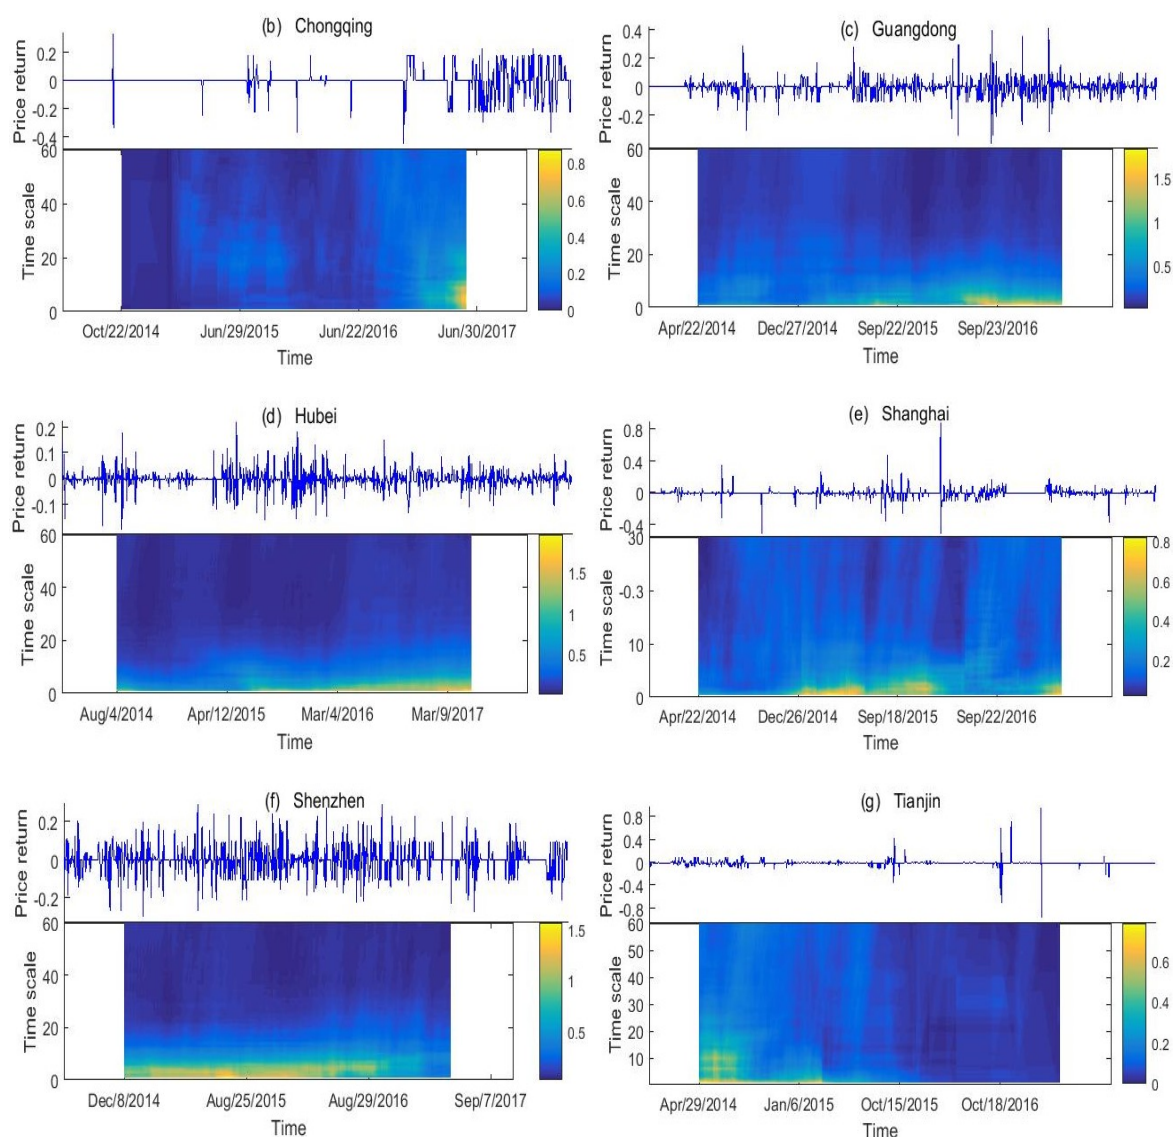 (b) Chongqing
Price return
0.2
0
-0.2
-0.4
Time scale
60
40
20
0
0.8
0.6
0.4
0.2
0
Oct/22/2014 Jun/29/2015 Jun/22/2016 Jun/30/2017
Time
(c) Guangdong
Price return
0.4
0.2
0
-0.2
Time scale
60
40
20
0
1.5
1
0.5
Apr/22/2014 Dec/27/2014 Sep/22/2015 Sep/23/2016
Time
(d) Hubei
Price return
0.2
0.1
0
-0.1
Time scale
60
40
20
0
1.5
1
0.5
Aug/4/2014 Apr/12/2015 Mar/4/2016 Mar/9/2017
Time
(e) Shanghai
Price return
0.8
0.4
0
-0.4
Time scale
30
-0.3
10
0
0.8
0.6
0.4
0.2
Apr/22/2014 Dec/26/2014 Sep/18/2015 Sep/22/2016
Time
(f) Shenzhen
Price return
0.2
0
-0.2
Time scale
60
40
20
0
1.5
1
0.5
Dec/8/2014 Aug/25/2015 Aug/29/2016 Sep/7/2017
Time
(g) Tianjin
Price return
0.8
0.4
0
-0.4
-0.8
Time scale
60
50
40
30
20
10
0.6
0.4
0.2
0
Apr/29/2014 Jan/6/2015 Oct/15/2015 Oct/18/2016
Time